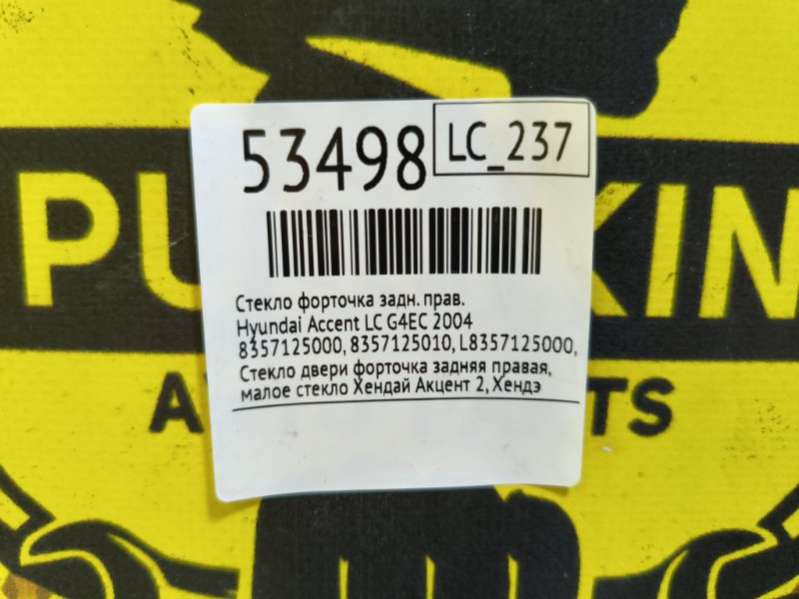 53498
LC_237
Стекло форточка задн. прав.
Hyundai Accent LC G4EC 2004
8357125000, 8357125010, L8357125000,
Стекло двери форточка задняя правая,
малое стекло Хендай Акцент 2, Хендэ